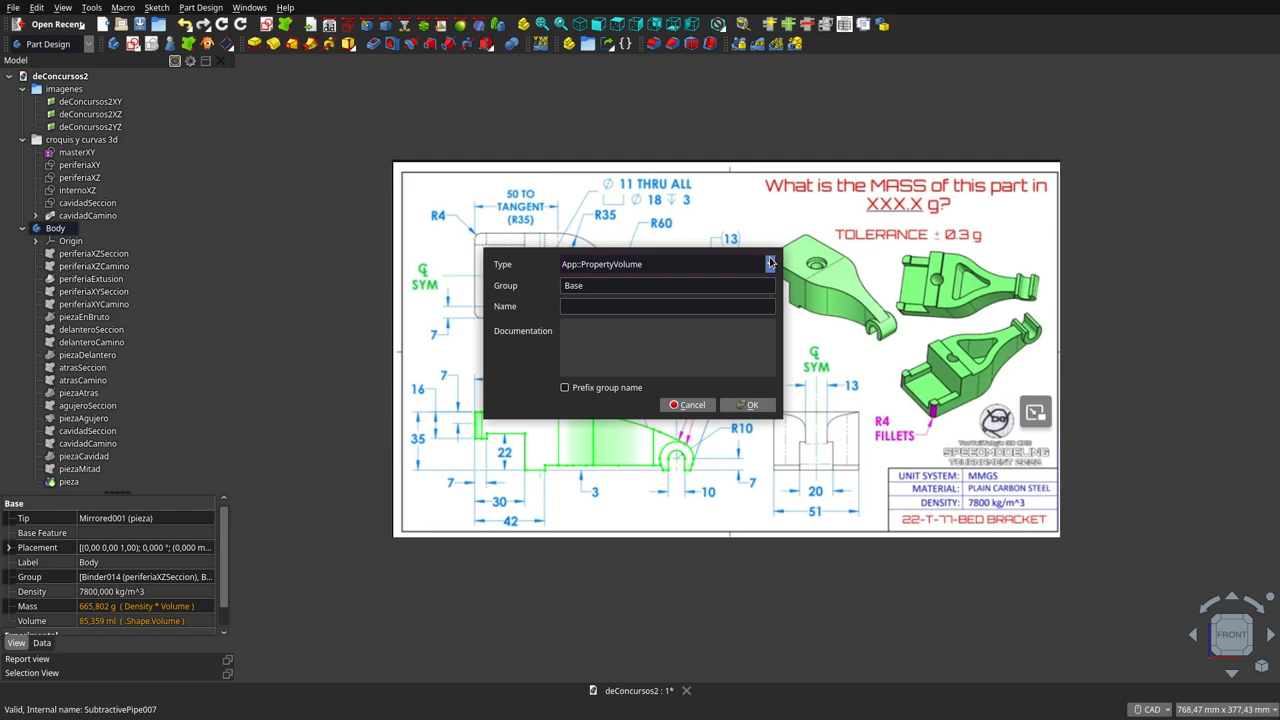 File Edit View Tools Macro Sketch Part Design Windows Help
Open Recent
Part Design
Model
deConcursos2
imagenes
deConcursos2XY
deConcursos2XZ
deConcursos2YZ
croquis y curvas 3d
masterXY
periferiaXY
periferiaXZ
internoXZ
cavidadSeccion
cavidadCamino
Body
Origin
periferiaXZSeccion
periferiaXZCamino
periferiaExtusion
periferiaXYSeccion
periferiaXYCamino
piezaEnBruto
delanteroSeccion
delanteroCamino
piezaDelantero
atrasSeccion
atrasCamino
piezaAtras
agujeroSeccion
piezaAgujero
cavidadSeccion
cavidadCamino
piezaCavidad
piezaMitad
pieza
Base
Tip Mirrored001 (pieza)
Base Feature
Placement [(0,00 0,00 1,00); 0,000 °; (0,000 m...
Label Body
Group [Binder014 (periferiaXZSeccion), B...
Density 7800,000 kg/m^3
Mass 665,802 g ( Density * Volume )
Volume 85,359 ml ( .Shape.Volume )
View Data
Report view
Selection View
Valid, Internal name: SubtractivePipe007
50 TO
TANGENT
(R35)
R4
∅ 11 THRU ALL
⌴ ∅ 18 ↧ 3
R35
R60
(13)
SYM
7
What is the MASS of this part in
XXX.X g?
TOLERANCE ± 0.3 g
Type App::PropertyVolume
Group Base
Name
Documentation
Prefix group name
Cancel OK
16
7
35
22
7
30
42
3
10
7
R10
SYM
13
20
51
R4
FILLETS
TooTallToby's 3D CAD
SPEEDMODELING
TOURNAMENT 2022
UNIT SYSTEM: MMGS
MATERIAL: PLAIN CARBON STEEL
DENSITY: 7800 kg/m^3
22-T-77-BED BRACKET
FRONT
deConcursos2 : 1*
CAD
768,47 mm x 377,43 mm